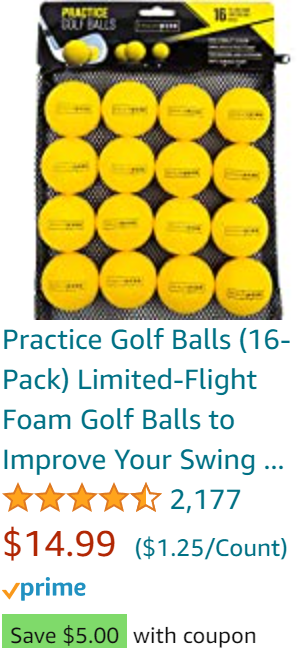 PRACTICE
GOLF BALLS
16
Practice Golf Balls (16-
Pack) Limited-Flight
Foam Golf Balls to
Improve Your Swing ...
2,177
$14.99 ($1.25/Count)
prime
Save $5.00 with coupon